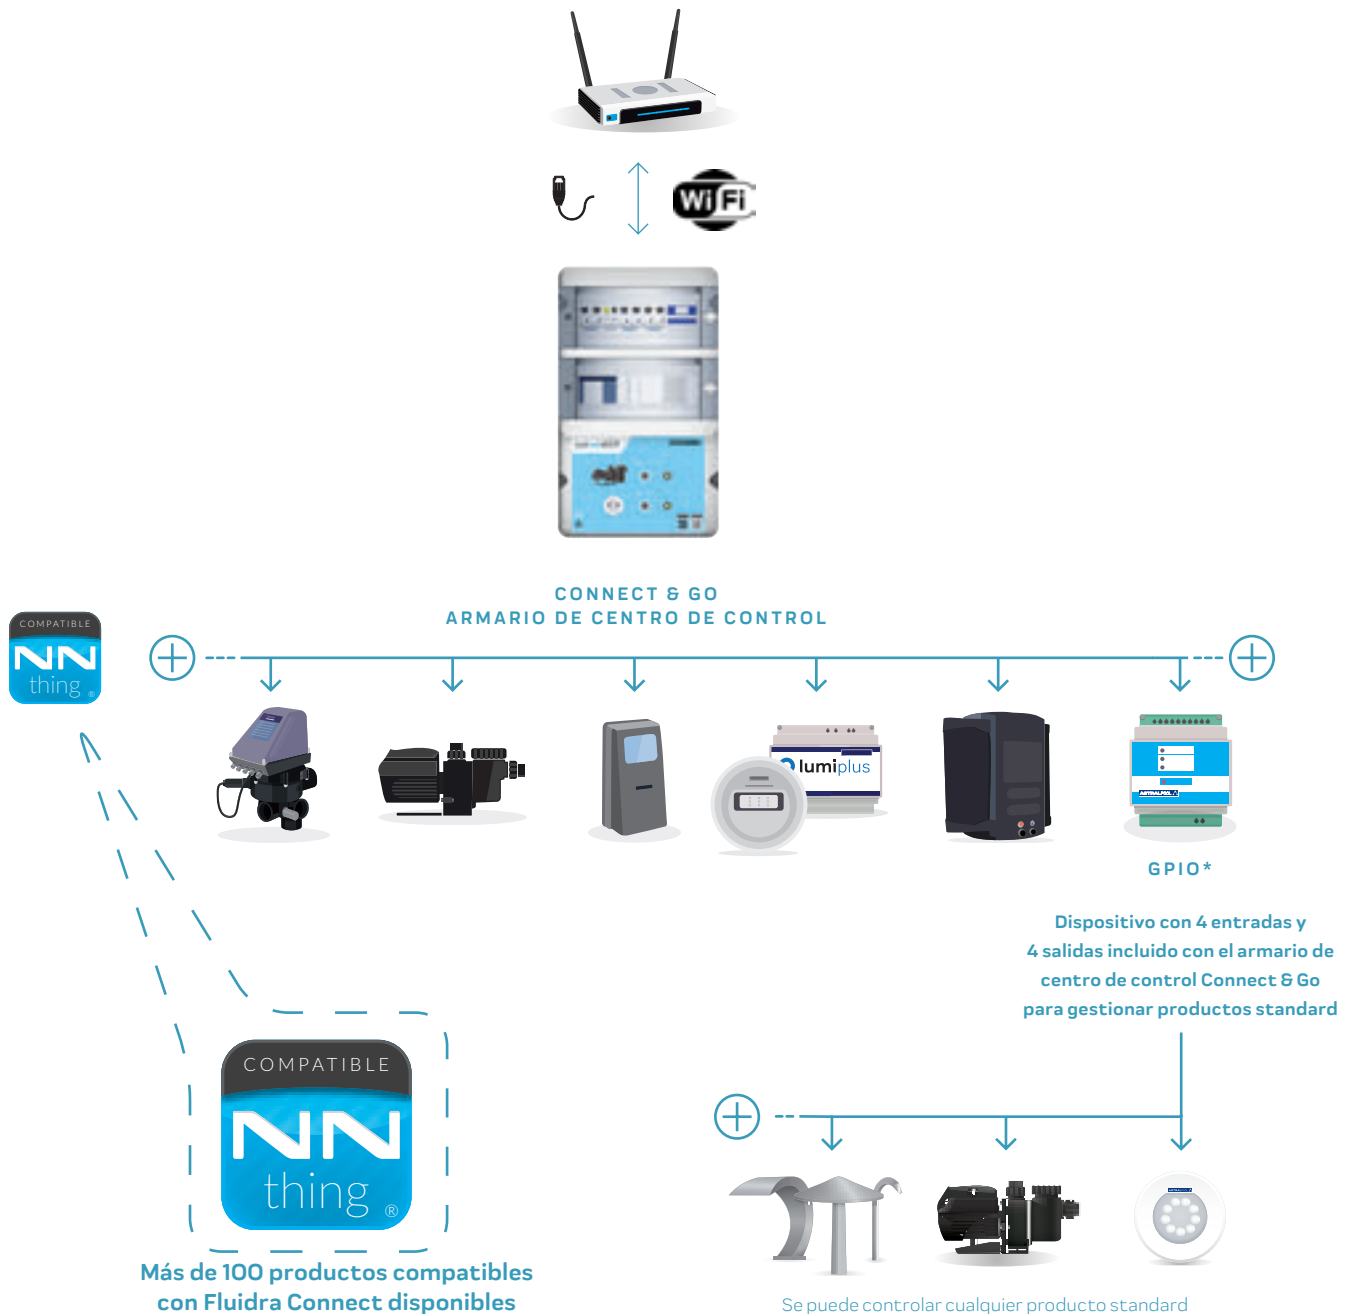 WiFi
CONNECT & GO
ARMARIO DE CENTRO DE CONTROL
COMPATIBLE
NN
thing ®
lumiplus
ASTRALPOOL
GPIO*
Dispositivo con 4 entradas y
4 salidas incluido con el armario de
centro de control Connect & Go
para gestionar productos standard
COMPATIBLE
NN
thing ®
Más de 100 productos compatibles
con Fluidra Connect disponibles
Se puede controlar cualquier producto standard